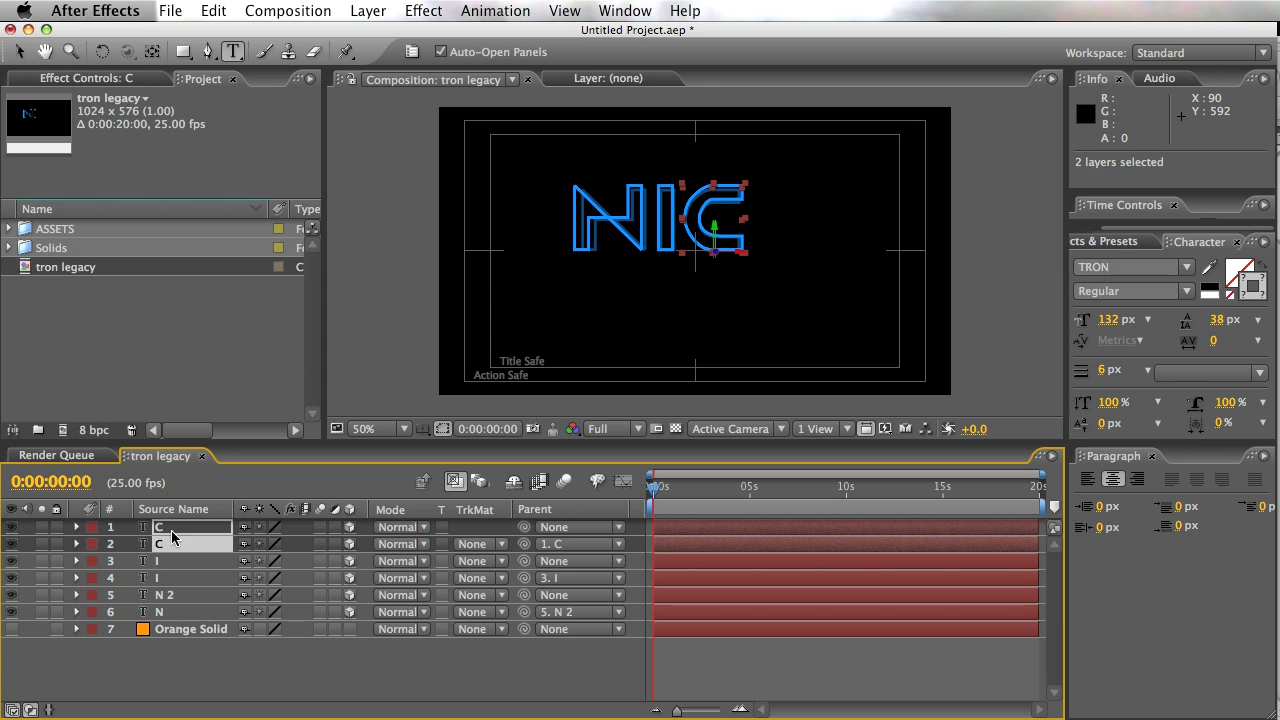 After Effects File Edit Composition Layer Effect Animation View Window Help
Untitled Project.aep *
T Auto-Open Panels Workspace: Standard
Effect Controls: C Project Composition: tron legacy Layer: (none) Info Audio
tron legacy
1024 x 576 (1.00)
Δ 0:00:20:00, 25.00 fps
R :
G :
B :
A : 0
X : 90
Y : 592
2 layers selected
Name Type
ASSETS
Solids
tron legacy C
NIC
Title Safe
Action Safe
Time Controls
cts & Presets Character
TRON
Regular
132 px 38 px
Metrics 0
6 px
100 % 100 %
0 px 0 %
8 bpc 50% 0:00:00:00 Full Active Camera 1 View +0.0
Render Queue tron legacy Paragraph
0:00:00:00 (25.00 fps) 05s 10s 15s 20s
# Source Name Mode T TrkMat Parent
1 T C Normal None
2 T C Normal None 1. C
3 T I Normal None None
4 T I Normal None 3. I
5 T N 2 Normal None None
6 T N Normal None 5. N 2
7 Orange Solid Normal None None
0 px 0 px 0 p
0 px 0 px